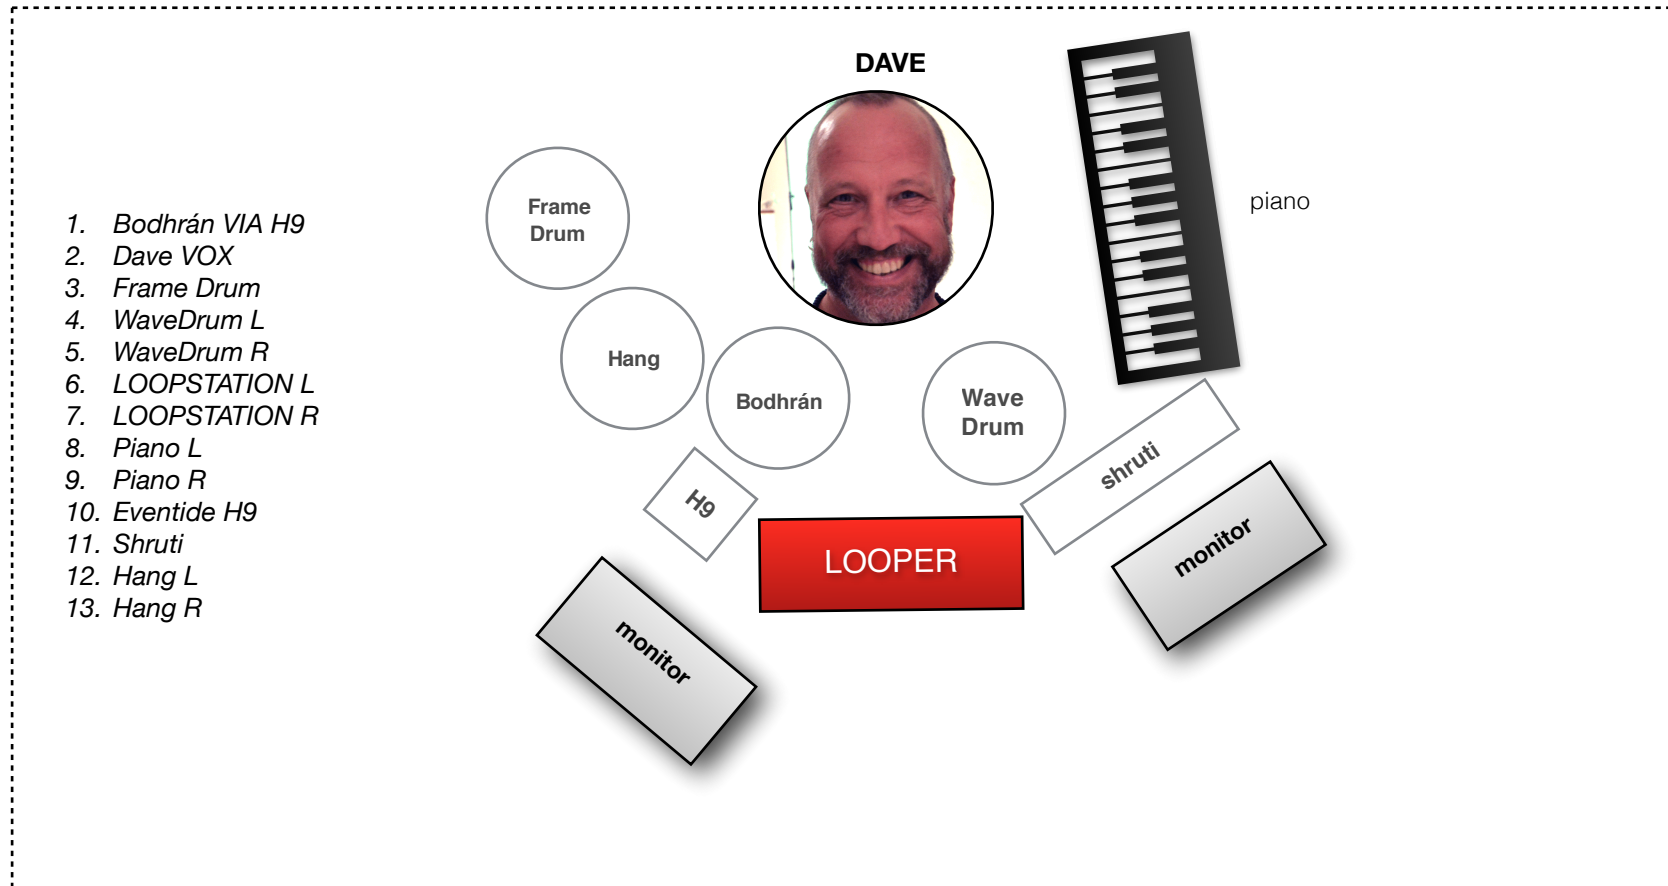 DAVE
piano
1. Bodhrán VIA H9
2. Dave VOX
3. Frame Drum
4. WaveDrum L
5. WaveDrum R
6. LOOPSTATION L
7. LOOPSTATION R
8. Piano L
9. Piano R
10. Eventide H9
11. Shruti
12. Hang L
13. Hang R
Frame
Drum
Hang
Bodhrán
Wave
Drum
shruti
H9
LOOPER
monitor
monitor